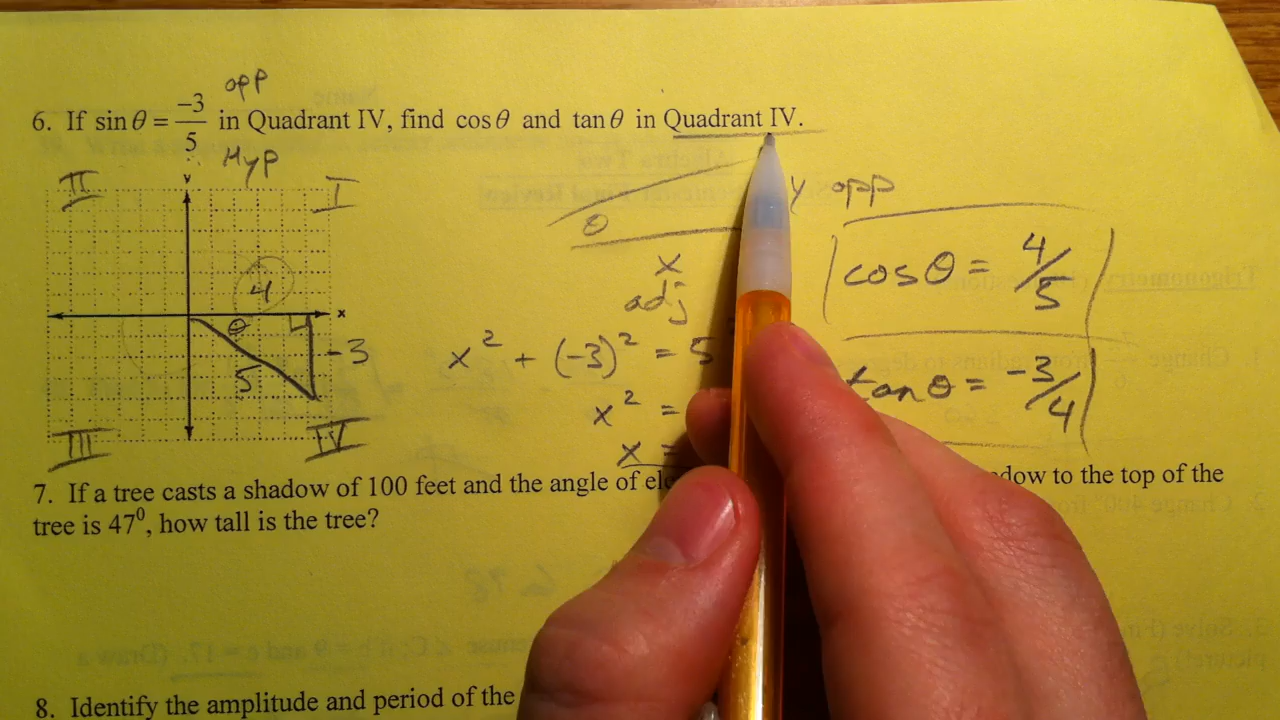 opp
6. If sin θ = −3/5 in Quadrant IV, find cos θ and tan θ in Quadrant IV.
Hyp
II
y
I
θ
y opp
x
adj
4
x
θ
-3
5
III
IV
x² + (-3)² = 5
x² =
x =
cos θ = 4/5
tan θ = -3/4
7. If a tree casts a shadow of 100 feet and the angle of to the top of the
tree is 47⁰, how tall is the tree?
8. Identify the amplitude and period of the